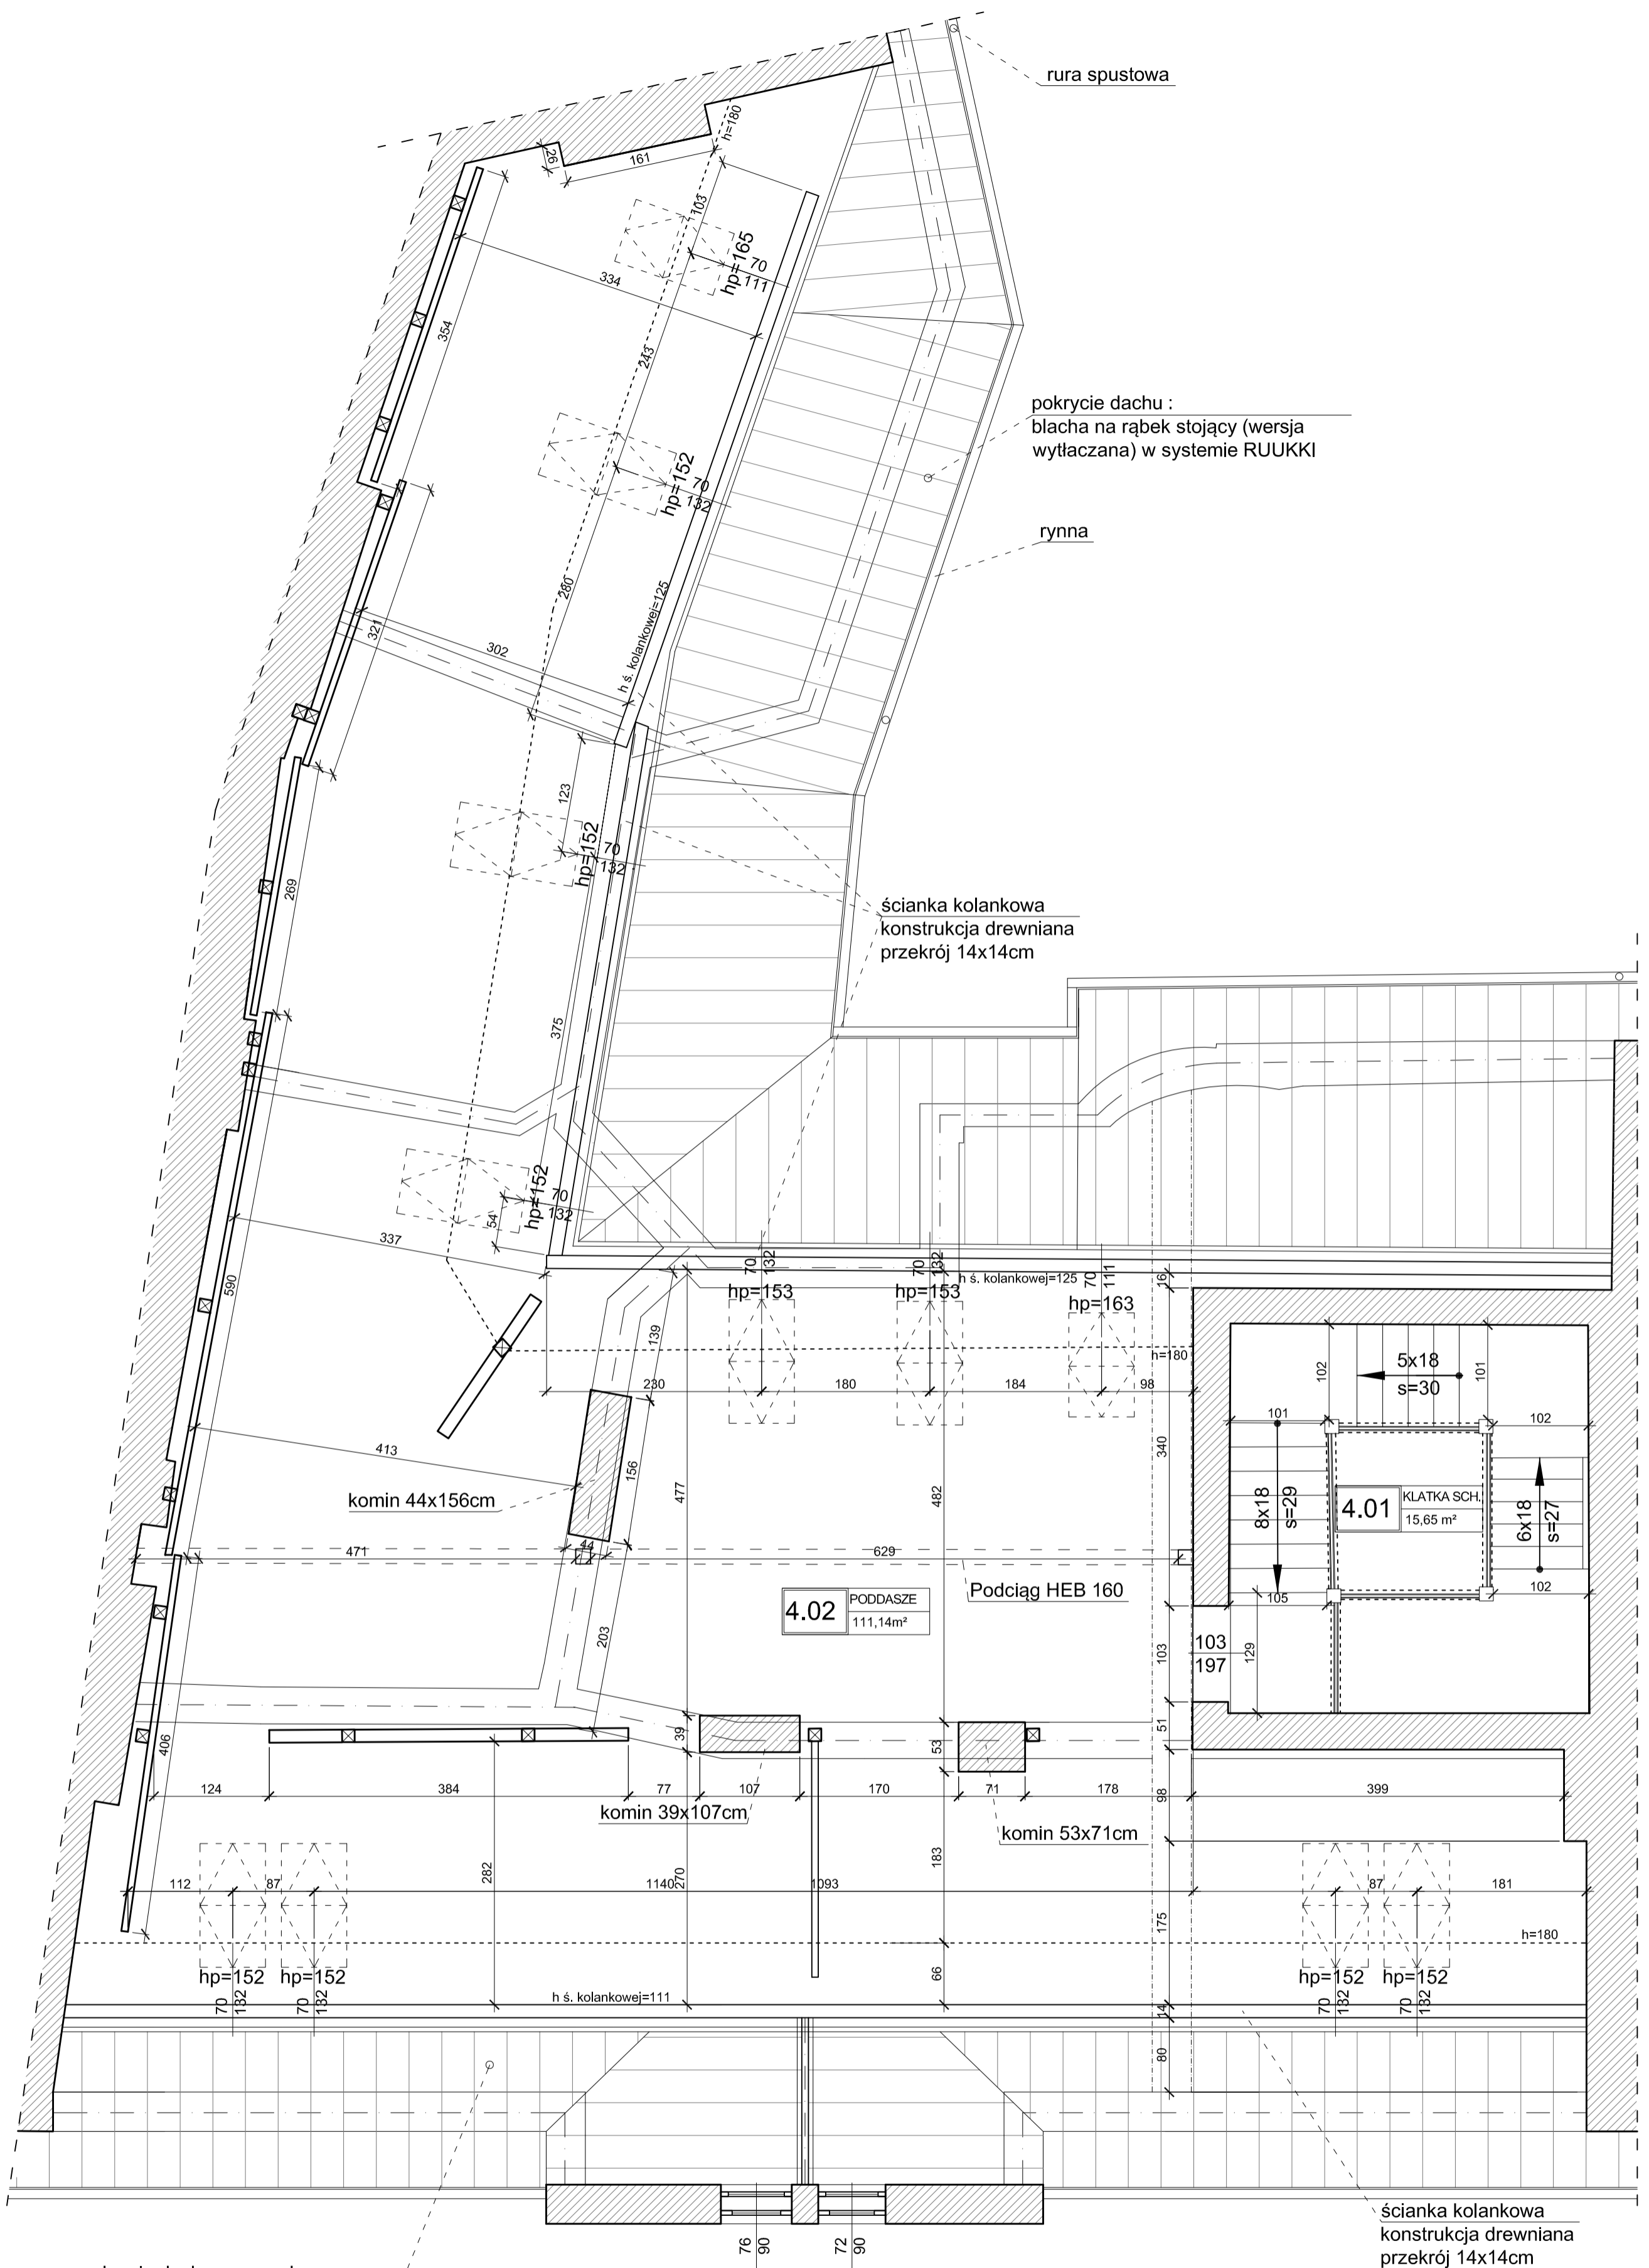 rura spustowa
h=180
26
161
103
hp=165
70
111
334
354
243
pokrycie dachu :
blacha na rąbek stojący (wersja
wytłaczana) w systemie RUUKKI
hp=152
70
132
rynna
280
h ś. kolankowej=125
321
302
123
hp=152
70
132
269
ścianka kolankowa
konstrukcja drewniana
przekrój 14x14cm
375
hp=152
70
132
54
337
590
70
132
hp=153
70
132
hp=153
h ś. kolankowej=125
70
111
hp=163
16
139
h=180
102
5x18
s=30
101
230
180
184
98
101
102
413
340
komin 44x156cm
156
477
482
8x18
s=29
4.01
KLATKA SCH.
15,65 m²
6x18
s=27
471
44
629
Podciąg HEB 160
105
102
4.02
PODDASZE
111,14m²
203
103
103
197
129
406
39
53
51
124
384
77
107
170
71
178
98
399
komin 39x107cm
komin 53x71cm
282
183
112
87
1140
270
1093
87
181
175
h=180
hp=152
hp=152
66
hp=152
hp=152
70
132
70
132
h ś. kolankowej=111
14
70
132
70
132
80
76
90
72
90
ścianka kolankowa
konstrukcja drewniana
przekrój 14x14cm